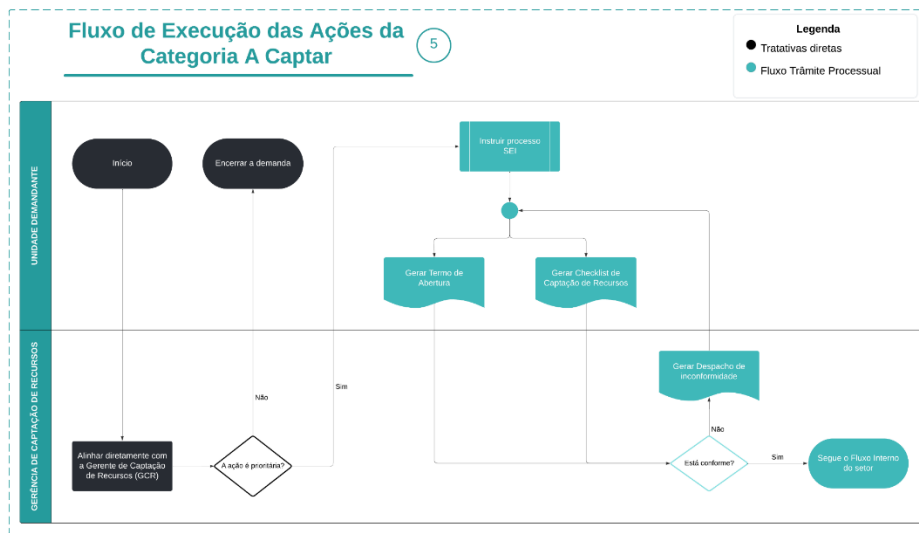 Fluxo de Execução das Ações da
Categoria A Captar
5
Legenda
Tratativas diretas
Fluxo Trâmite Processual
UNIDADE DEMANDANTE
Início
Encerrar a demanda
Instruir processo
SEI
Gerar Termo de
Abertura
Gerar Checklist de
Captação de Recursos
GERÊNCIA DE CAPTAÇÃO DE RECURSOS
Gerar Despacho de
inconformidade
Não
Sim
Alinhar diretamente com
a Gerente de Captação
de Recursos (GCR)
A ação é prioritária?
Não
Está conforme?
Sim
Segue o Fluxo Interno
do setor